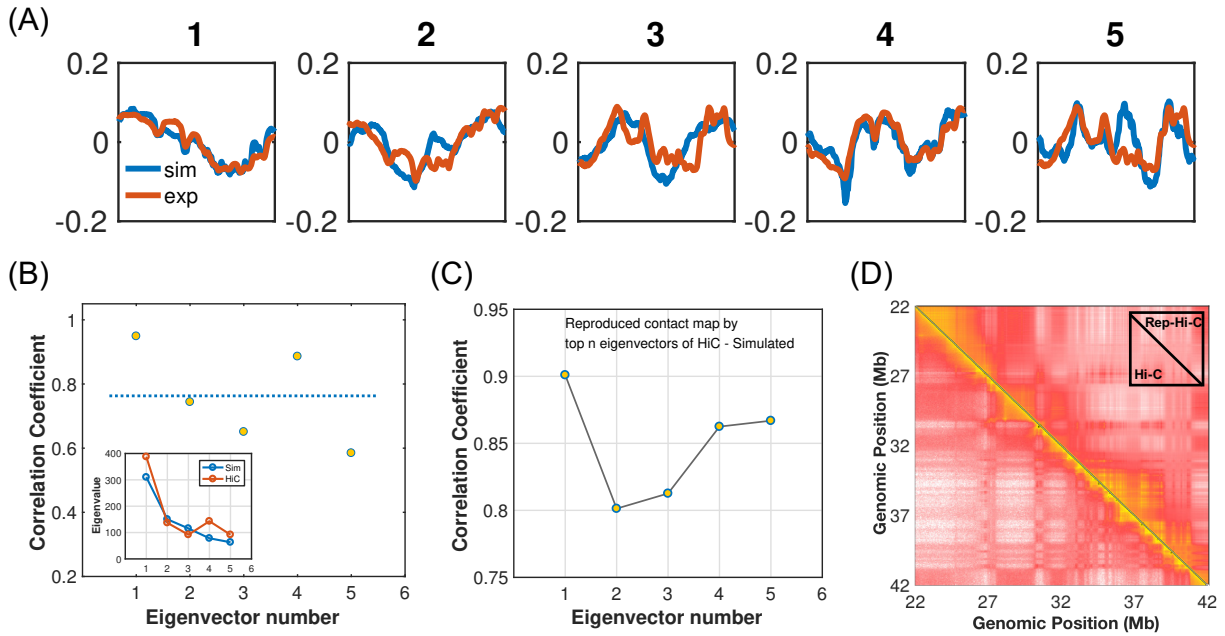 (A)
1 2 3 4 5
0.2 0.2 0.2 0.2 0.2
0 0 0 0 0
sim
exp
-0.2 -0.2 -0.2 -0.2 -0.2
(B)
Correlation Coefficient
1
0.8
0.6
0.4
0.2
1 2 3 4 5 6
Eigenvector number
Eigenvalue
400
300
200
100
0
1 2 3 4 5 6
Sim
HiC
(C)
Correlation Coefficient
0.95
0.9
0.85
0.8
0.75
Reproduced contact map by
top n eigenvectors of HiC - Simulated
1 2 3 4 5 6
Eigenvector number
(D)
Genomic Position (Mb)
22
27
32
37
42
Rep-Hi-C
Hi-C
22 27 32 37 42
Genomic Position (Mb)